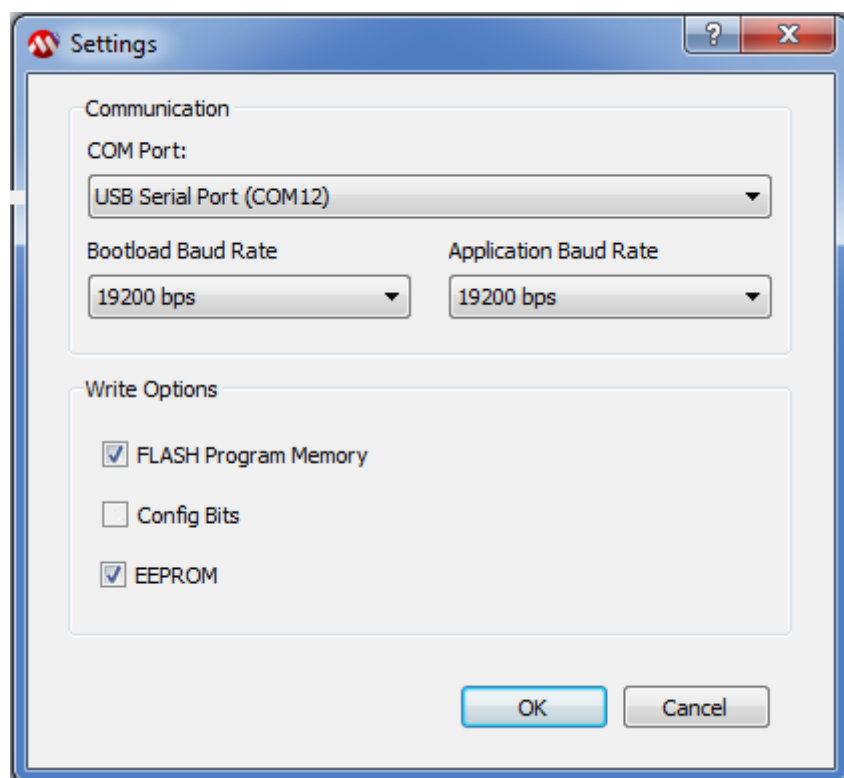 Settings
?
X
Communication
COM Port:
USB Serial Port (COM12)
Bootload Baud Rate Application Baud Rate
19200 bps 19200 bps
Write Options
FLASH Program Memory
Config Bits
EEPROM
OK Cancel